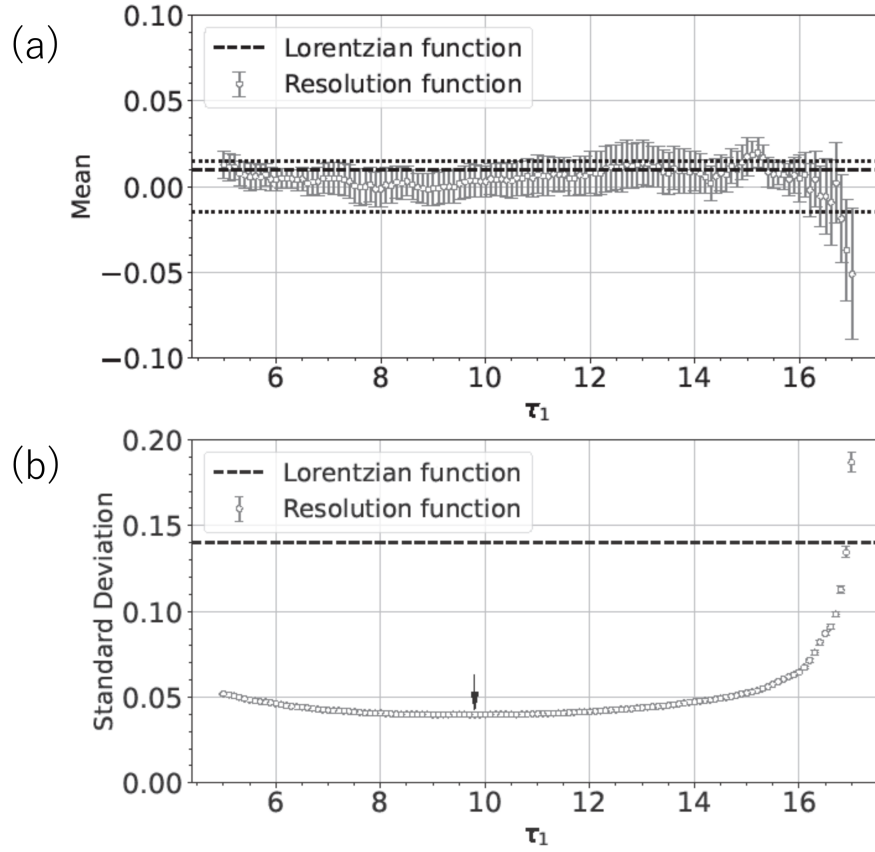 (a)
0.10
0.05
0.00
−0.05
−0.10
Mean
Lorentzian function
Resolution function
6 8 10 12 14 16
τ1
(b)
0.20
0.15
0.10
0.05
0.00
Standard Deviation
Lorentzian function
Resolution function
6 8 10 12 14 16
τ1